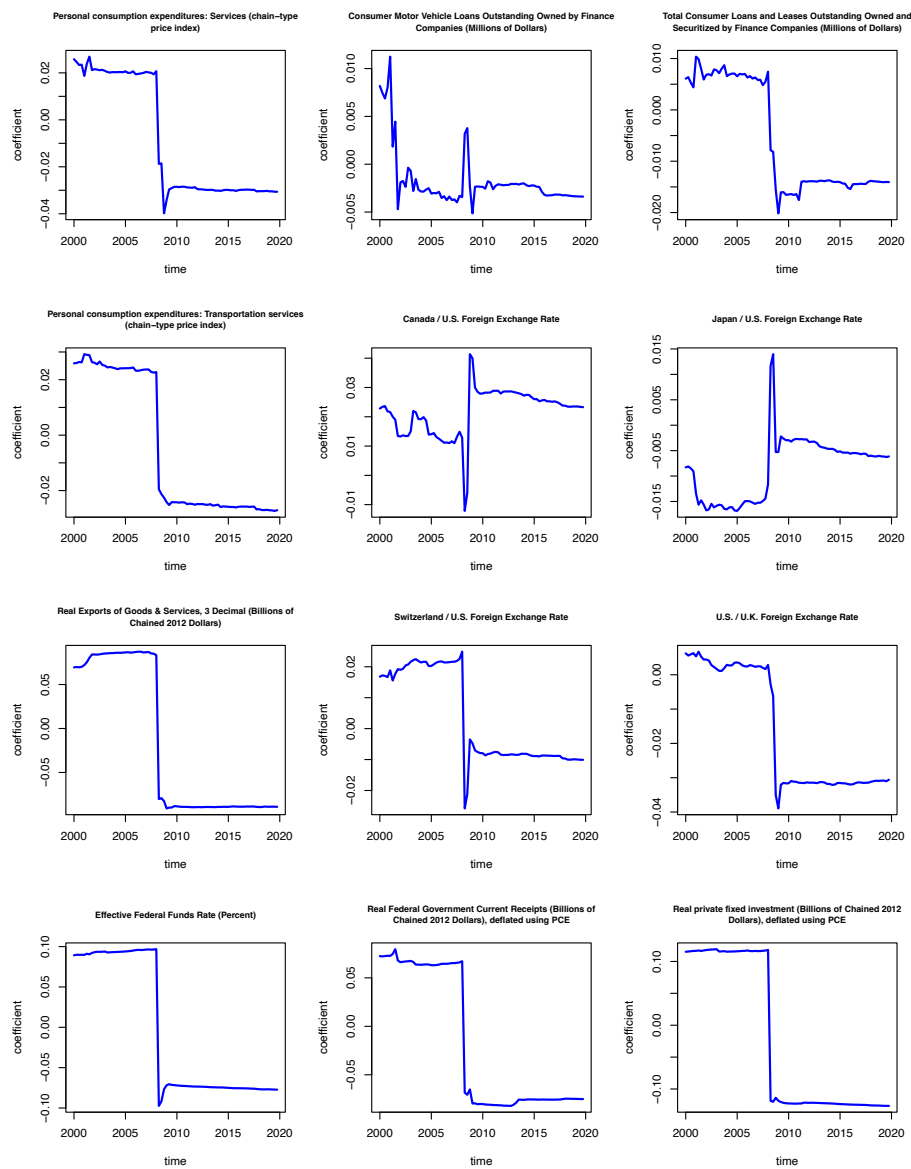 Personal consumption expenditures: Services (chain−type
price index)
0.02
0.00
−0.02
−0.04
coefficient
2000 2005 2010 2015 2020
time
Consumer Motor Vehicle Loans Outstanding Owned by Finance
Companies (Millions of Dollars)
0.010
0.005
0.000
−0.005
coefficient
2000 2005 2010 2015 2020
time
Total Consumer Loans and Leases Outstanding Owned and
Securitized by Finance Companies (Millions of Dollars)
0.010
0.000
−0.010
−0.020
coefficient
2000 2005 2010 2015 2020
time
Personal consumption expenditures: Transportation services
(chain−type price index)
0.02
0.00
−0.02
coefficient
2000 2005 2010 2015 2020
time
Canada / U.S. Foreign Exchange Rate
0.03
0.01
−0.01
coefficient
2000 2005 2010 2015 2020
time
Japan / U.S. Foreign Exchange Rate
0.015
0.005
−0.005
−0.015
coefficient
2000 2005 2010 2015 2020
time
Real Exports of Goods & Services, 3 Decimal (Billions of
Chained 2012 Dollars)
0.05
0.00
−0.05
coefficient
2000 2005 2010 2015 2020
time
Switzerland / U.S. Foreign Exchange Rate
0.02
0.00
−0.02
coefficient
2000 2005 2010 2015 2020
time
U.S. / U.K. Foreign Exchange Rate
0.00
−0.02
−0.04
coefficient
2000 2005 2010 2015 2020
time
Effective Federal Funds Rate (Percent)
0.10
0.05
0.00
−0.05
−0.10
coefficient
2000 2005 2010 2015 2020
time
Real Federal Government Current Receipts (Billions of
Chained 2012 Dollars), deflated using PCE
0.05
0.00
−0.05
coefficient
2000 2005 2010 2015 2020
time
Real private fixed investment (Billions of Chained 2012
Dollars), deflated using PCE
0.10
0.00
−0.10
coefficient
2000 2005 2010 2015 2020
time